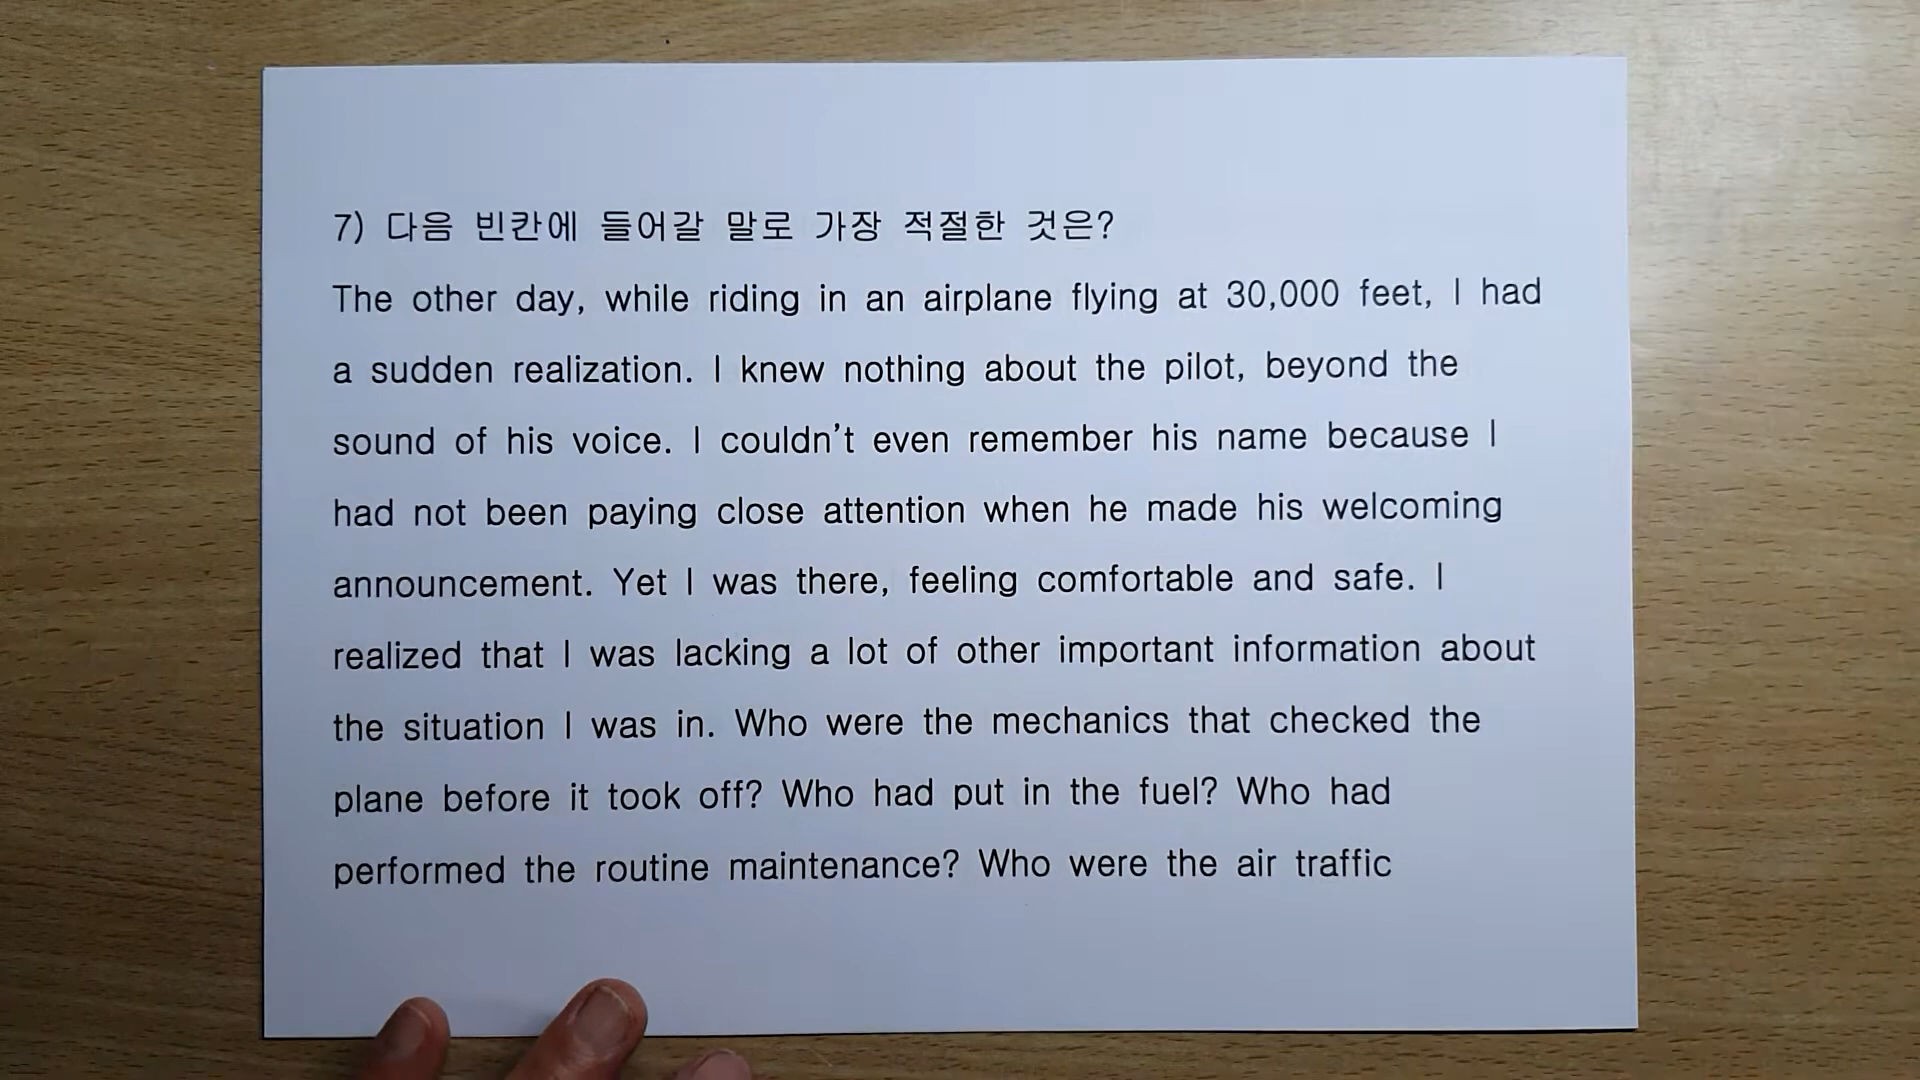 7) 다음 빈칸에 들어갈 말로 가장 적절한 것은?
The other day, while riding in an airplane flying at 30,000 feet, I had
a sudden realization. I knew nothing about the pilot, beyond the
sound of his voice. I couldn't even remember his name because I
had not been paying close attention when he made his welcoming
announcement. Yet I was there, feeling comfortable and safe. I
realized that I was lacking a lot of other important information about
the situation I was in. Who were the mechanics that checked the
plane before it took off? Who had put in the fuel? Who had
performed the routine maintenance? Who were the air traffic